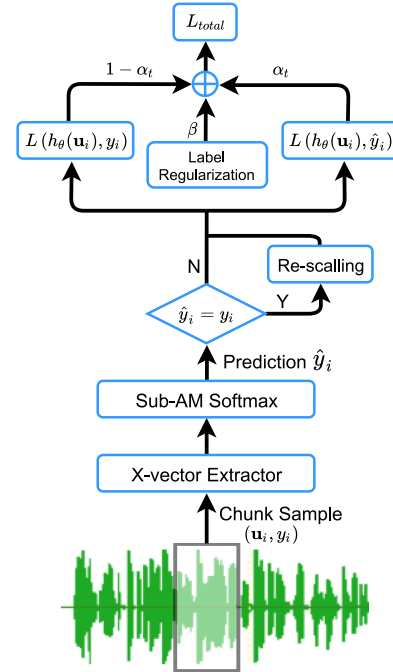 L_{total}
1 − α_t
α_t
L (h_θ(𝐮_i), y_i)
β
L (h_θ(𝐮_i), ŷ_i)
Label
Regularization
N
Re-scalling
ŷ_i = y_i
Y
Prediction ŷ_i
Sub-AM Softmax
X-vector Extractor
Chunk Sample
(𝐮_i, y_i)